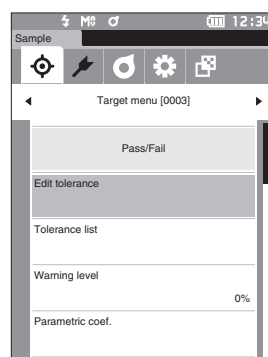 12:34
Sample
Target menu [0003]
Pass/Fail
Edit tolerance
Tolerance list
Warning level
0%
Parametric coef.